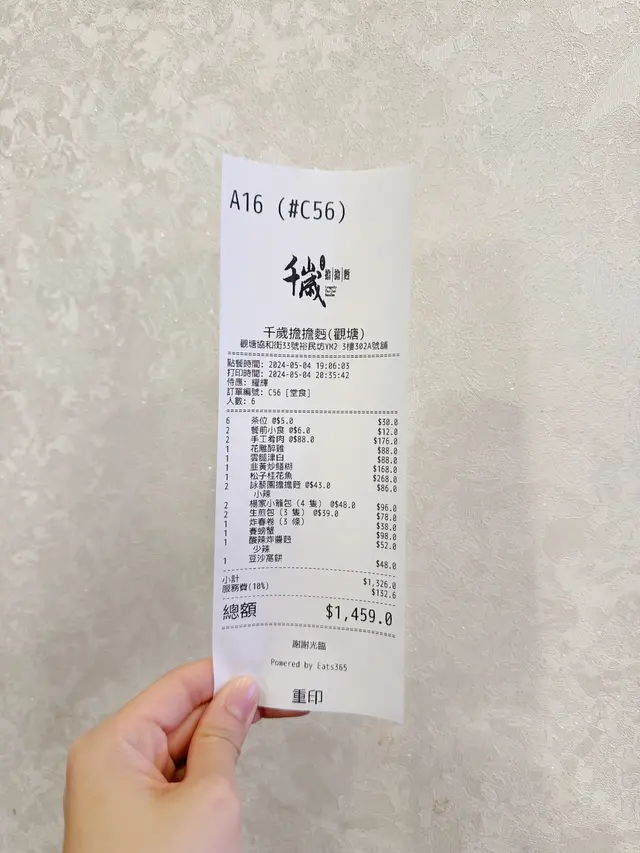 A16 (#C56)
千歲
擔擔麪
千歲擔擔麪(觀塘)
觀塘協和街33號裕民坊YM2 3樓302A號舖
點餐時間: 2024-05-04 19:06:03
打印時間: 2024-05-04 20:35:42
侍應: 耀輝
訂單編號: C56 [堂食]
人數: 6
6 茶位 @$5.0 $30.0
2 餐前小食 @$6.0 $12.0
2 手工肴肉 @$88.0 $176.0
1 花雕醉雞 $88.0
1 雲腿津白 $88.0
1 韭黃炒鱔糊 $168.0
1 松子桂花魚 $268.0
2 詠藜園擔擔麪 @$43.0 $86.0
小辣
2 楊家小籠包 (4 隻) @$48.0 $96.0
2 生煎包 (3 隻) @$39.0 $78.0
1 炸春卷 (3 條) $38.0
1 賽螃蟹 $98.0
1 酸辣炸醬麪 $52.0
少辣
1 豆沙窩餅 $48.0
小計 $1,326.0
服務費(10%) $132.6
總額 $1,459.0
謝謝光臨
Powered by Eats365
重印